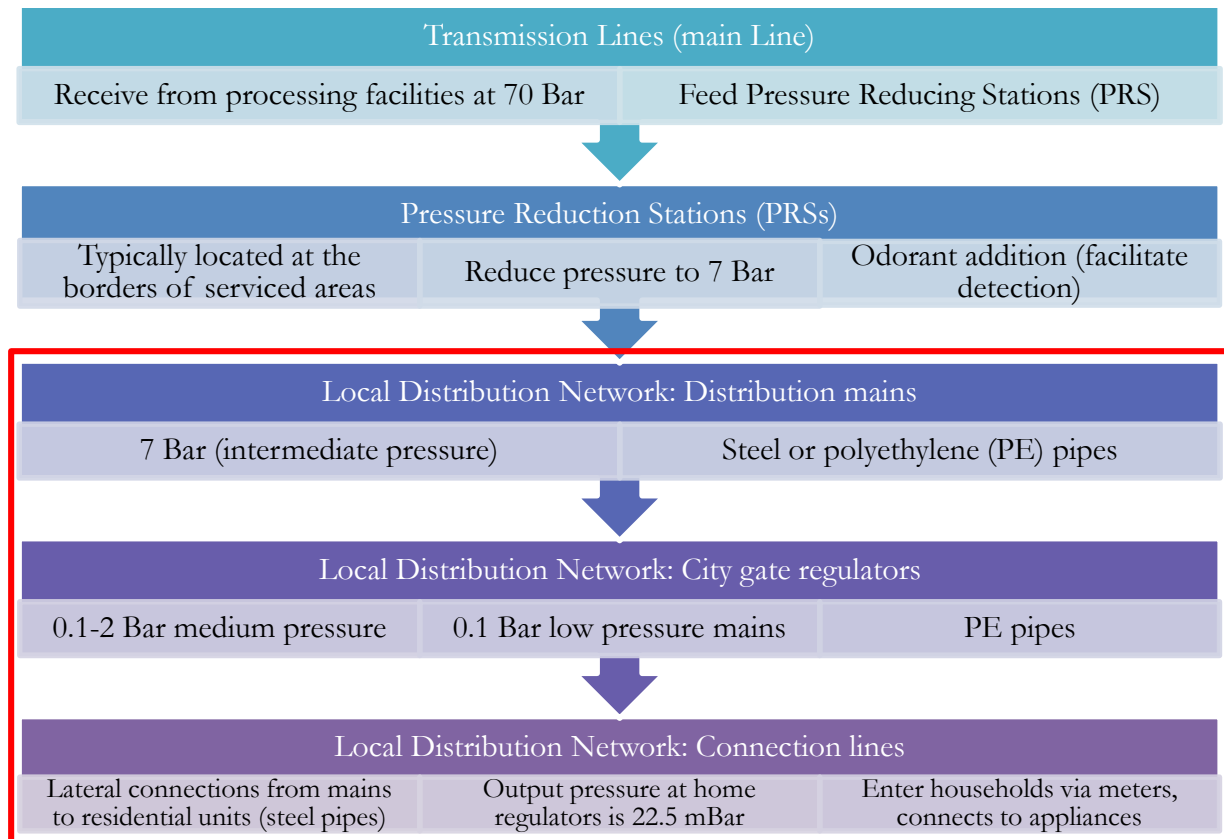 Transmission Lines (main Line)
Receive from processing facilities at 70 Bar
Feed Pressure Reducing Stations (PRS)
Pressure Reduction Stations (PRSs)
Typically located at the
borders of serviced areas
Reduce pressure to 7 Bar
Odorant addition (facilitate
detection)
Local Distribution Network: Distribution mains
7 Bar (intermediate pressure)
Steel or polyethylene (PE) pipes
Local Distribution Network: City gate regulators
0.1-2 Bar medium pressure
0.1 Bar low pressure mains
PE pipes
Local Distribution Network: Connection lines
Lateral connections from mains
to residential units (steel pipes)
Output pressure at home
regulators is 22.5 mBar
Enter households via meters,
connects to appliances